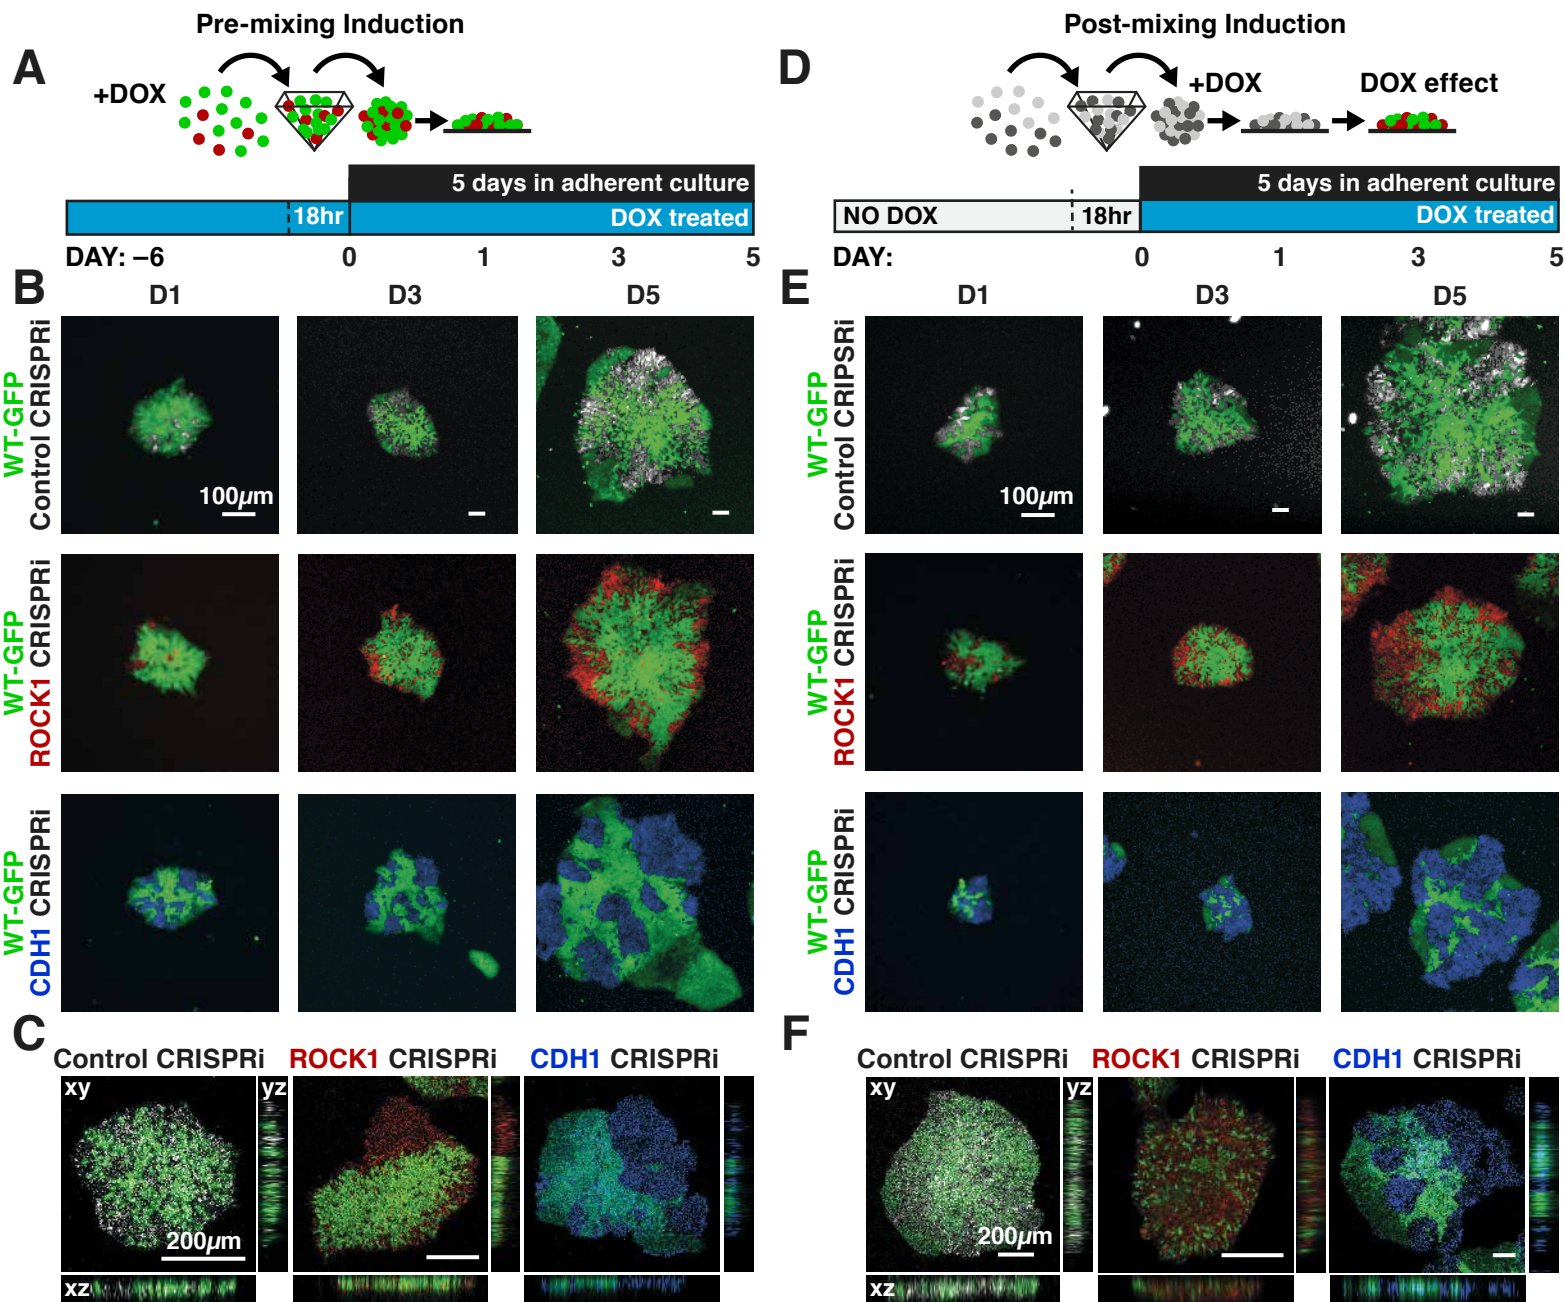 Pre-mixing Induction
A
+DOX
5 days in adherent culture
18hr
DOX treated
DAY: –6
0
1
3
5
B
D1
D3
D5
WT-GFP
Control CRISPRi
100µm
WT-GFP
ROCK1 CRISPRi
WT-GFP
CDH1 CRISPRi
C
Control CRISPRi
ROCK1 CRISPRi
CDH1 CRISPRi
xy
yz
200µm
xz
Post-mixing Induction
D
+DOX
DOX effect
5 days in adherent culture
NO DOX
18hr
DOX treated
DAY:
0
1
3
5
E
D1
D3
D5
WT-GFP
Control CRIPSRi
100µm
WT-GFP
ROCK1 CRISPRi
WT-GFP
CDH1 CRISPRi
F
Control CRISPRi
ROCK1 CRISPRi
CDH1 CRISPRi
xy
yz
200µm
xz